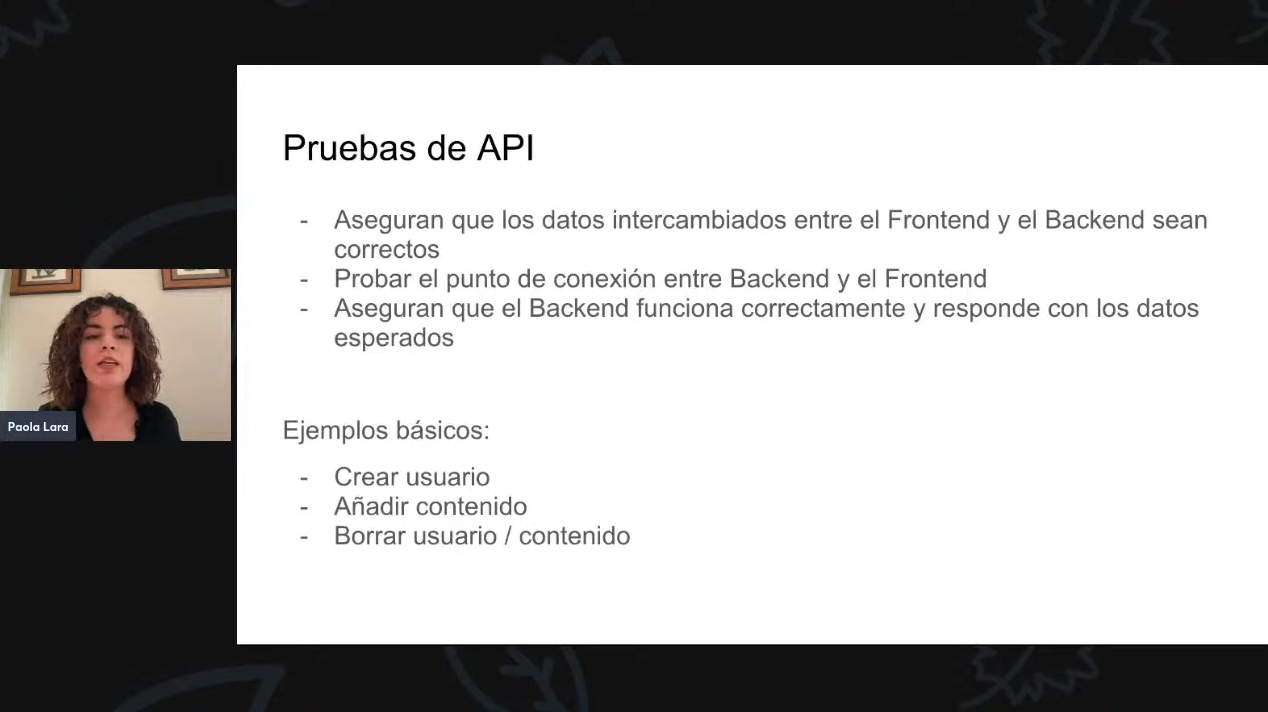 Pruebas de API
- Aseguran que los datos intercambiados entre el Frontend y el Backend sean
correctos
- Probar el punto de conexión entre Backend y el Frontend
- Aseguran que el Backend funciona correctamente y responde con los datos
esperados
Paola Lara
Ejemplos básicos:
- Crear usuario
- Añadir contenido
- Borrar usuario / contenido